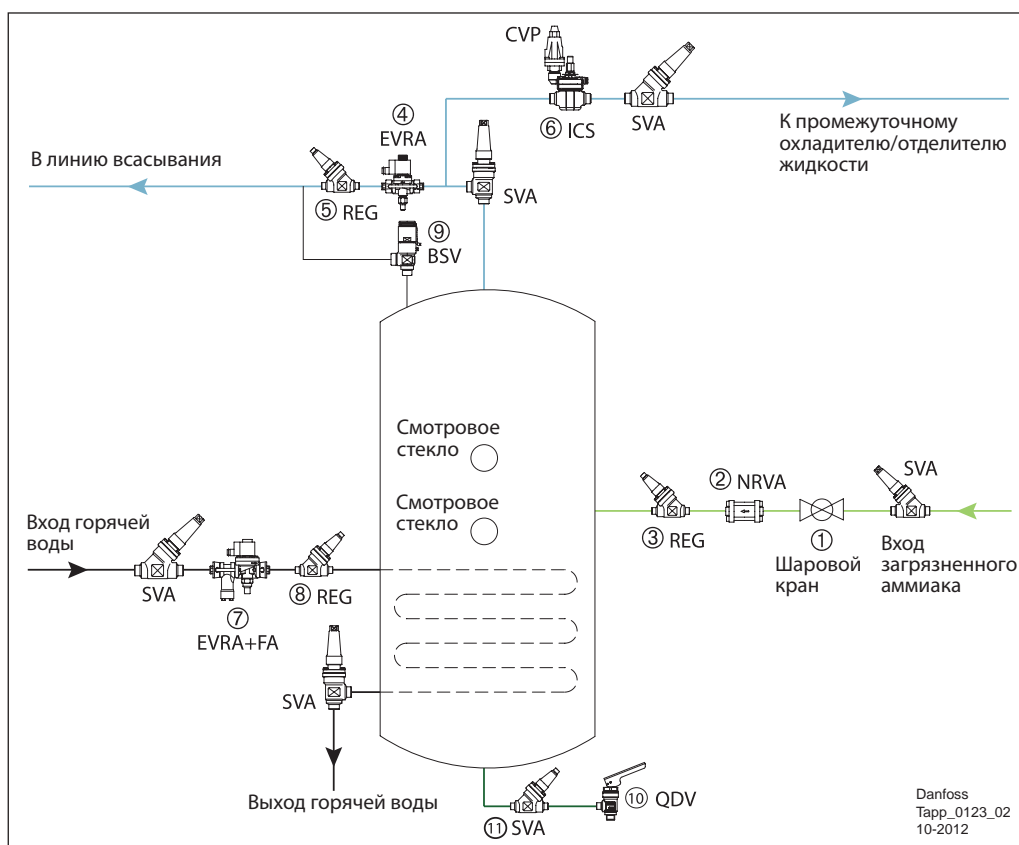 CVP
④
EVRA
⑥ ICS
SVA
К промежуточному
охладителю/отделителю
жидкости
В линию всасывания
⑤ REG
SVA
⑨
BSV
Смотровое
стекло
Смотровое
стекло
SVA
② NRVA
③ REG
①
Шаровой
кран
Вход
загрязненного
аммиака
Вход горячей
воды
SVA
⑧ REG
⑦
EVRA+FA
SVA
Выход горячей воды
⑩ QDV
⑪ SVA
Danfoss
Tapp_0123_02
10-2012